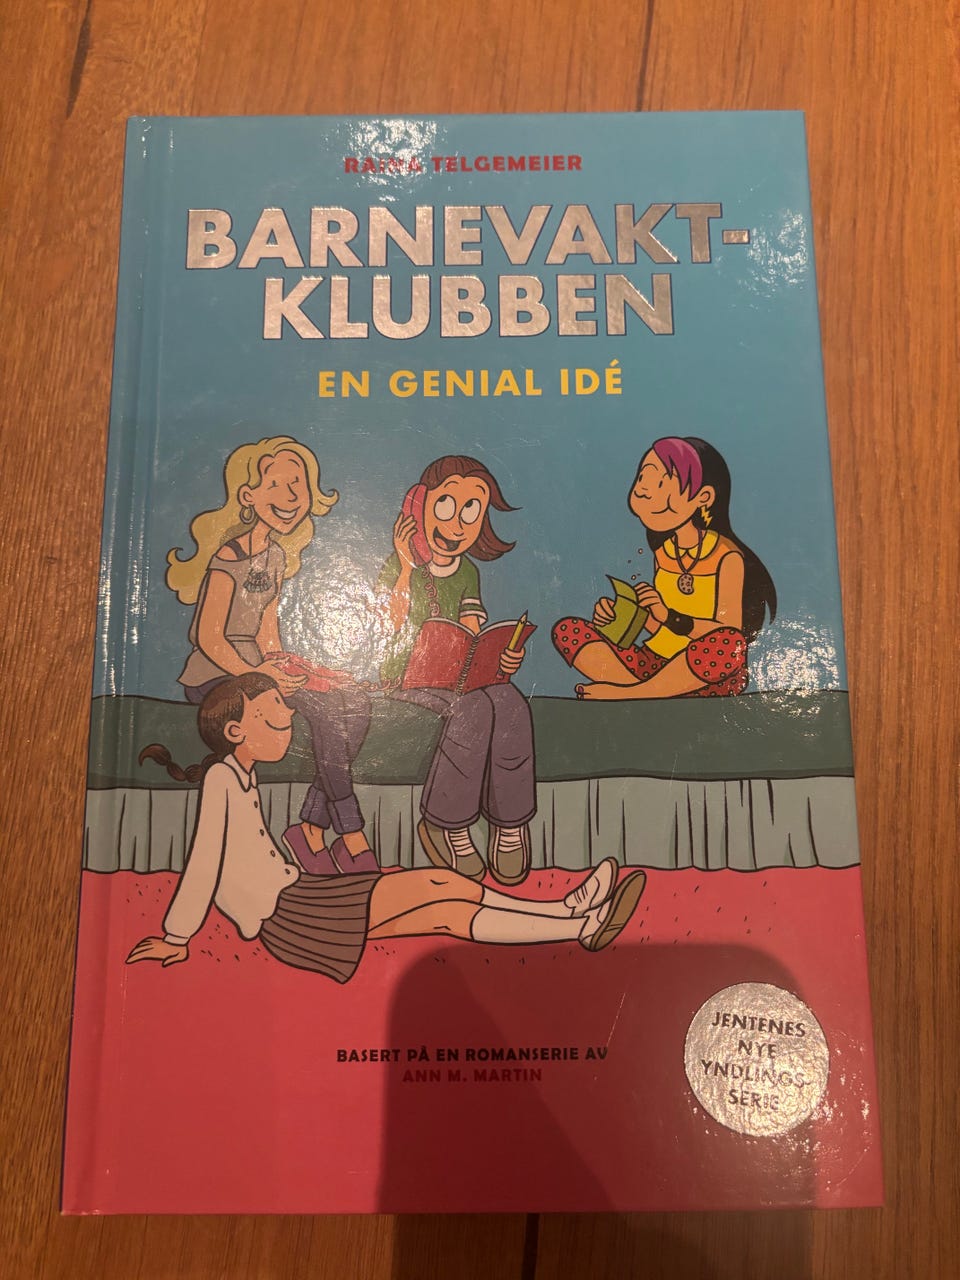 RAINA TELGEMEIER
BARNEVAKT-
KLUBBEN
EN GENIAL IDÉ
BASERT PÅ EN ROMANSERIE AV
ANN M. MARTIN
JENTENES
NYE
YNDLINGS-
SERIE